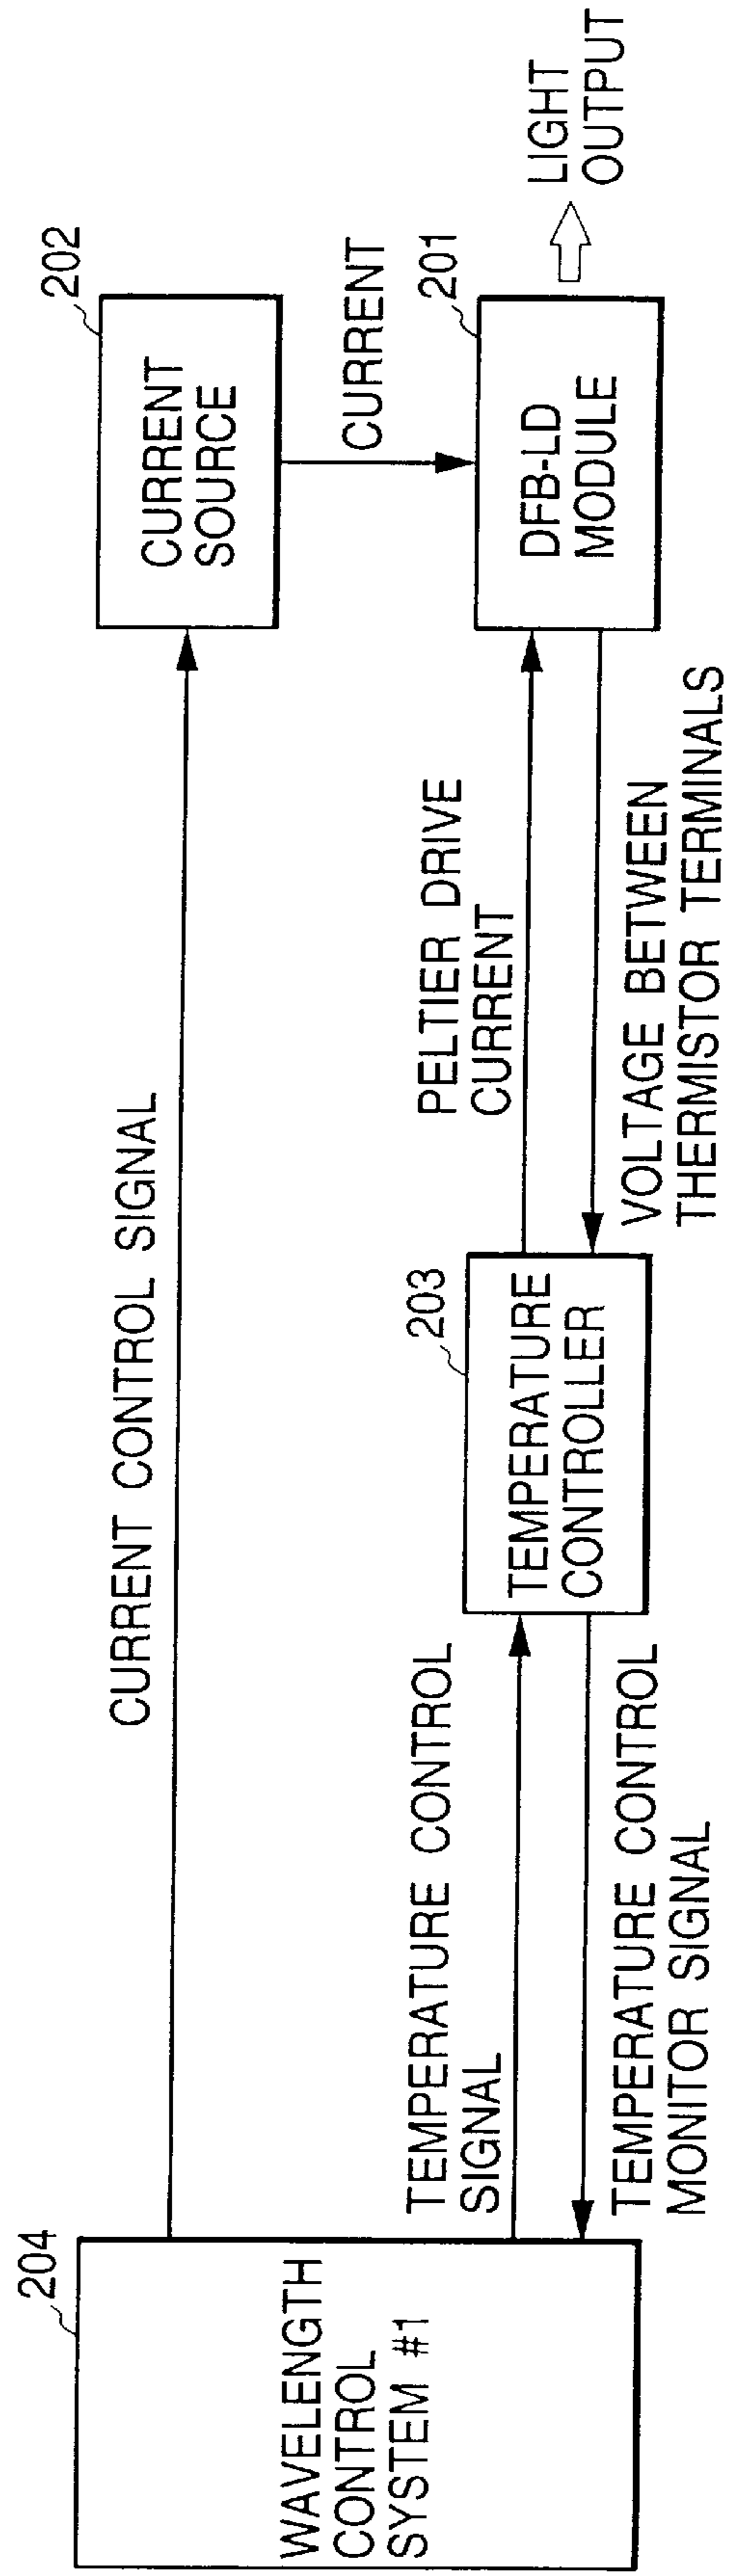 204
WAVELENGTH
CONTROL
SYSTEM #1
CURRENT CONTROL SIGNAL
202
CURRENT
SOURCE
CURRENT
TEMPERATURE CONTROL
SIGNAL
TEMPERATURE CONTROL
MONITOR SIGNAL
203
TEMPERATURE
CONTROLLER
PELTIER DRIVE
CURRENT
VOLTAGE BETWEEN
THERMISTOR TERMINALS
201
DFB-LD
MODULE
LIGHT
OUTPUT